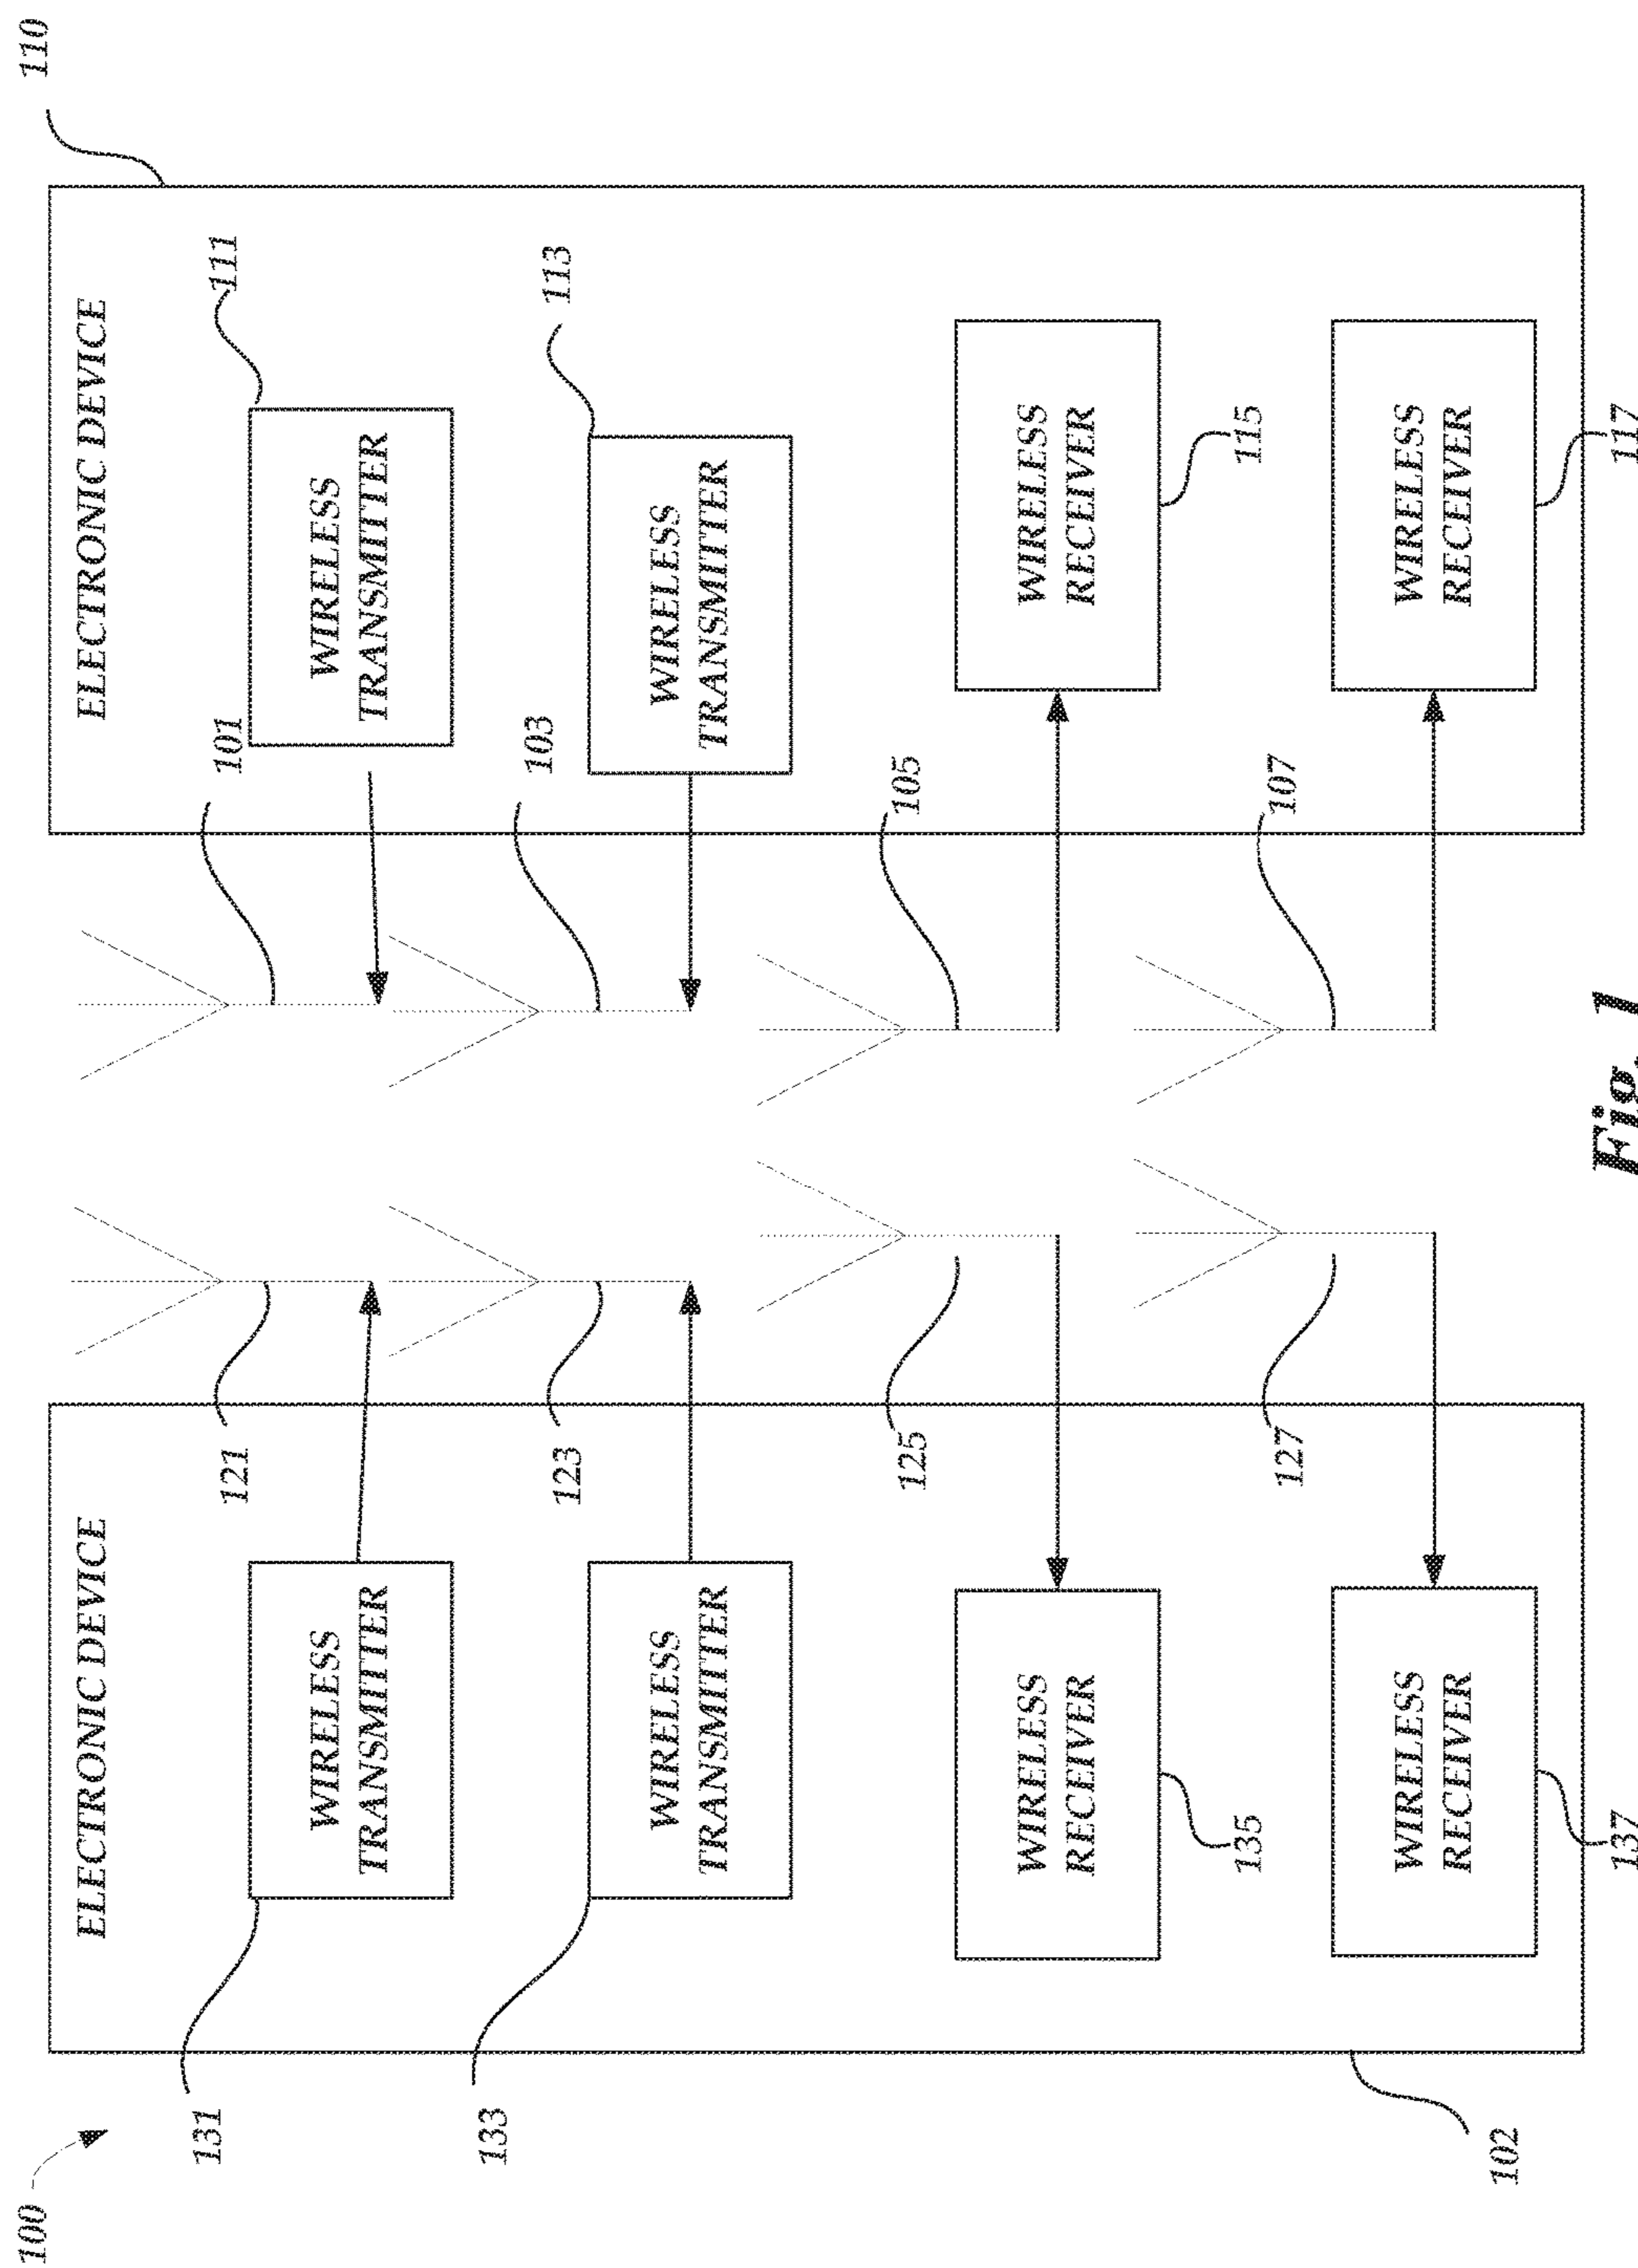 100
110
ELECTRONIC DEVICE
ELECTRONIC DEVICE
131
121
101
111
WIRELESS
TRANSMITTER
WIRELESS
TRANSMITTER
133
123
103
113
WIRELESS
TRANSMITTER
WIRELESS
TRANSMITTER
125
105
WIRELESS
RECEIVER
WIRELESS
RECEIVER
135
115
127
107
WIRELESS
RECEIVER
WIRELESS
RECEIVER
102
137
117
Fig. 1